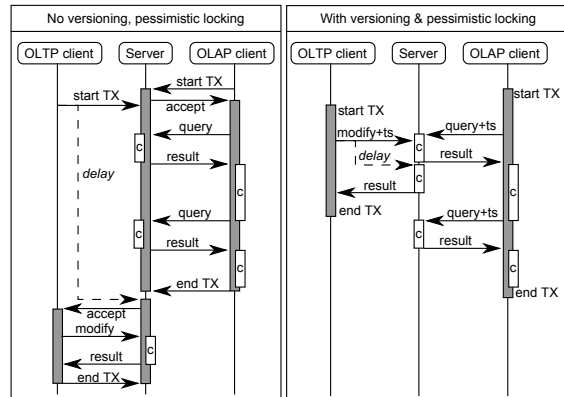 No versioning, pessimistic locking
OLTP client
Server
OLAP client
start TX
start TX
accept
query
c
result
delay
c
query
c
result
c
end TX
accept
modify
c
result
end TX
With versioning & pessimistic locking
OLTP client
Server
OLAP client
start TX
start TX
modify+ts
query+ts
c
delay
result
c
c
result
end TX
query+ts
c
result
c
end TX